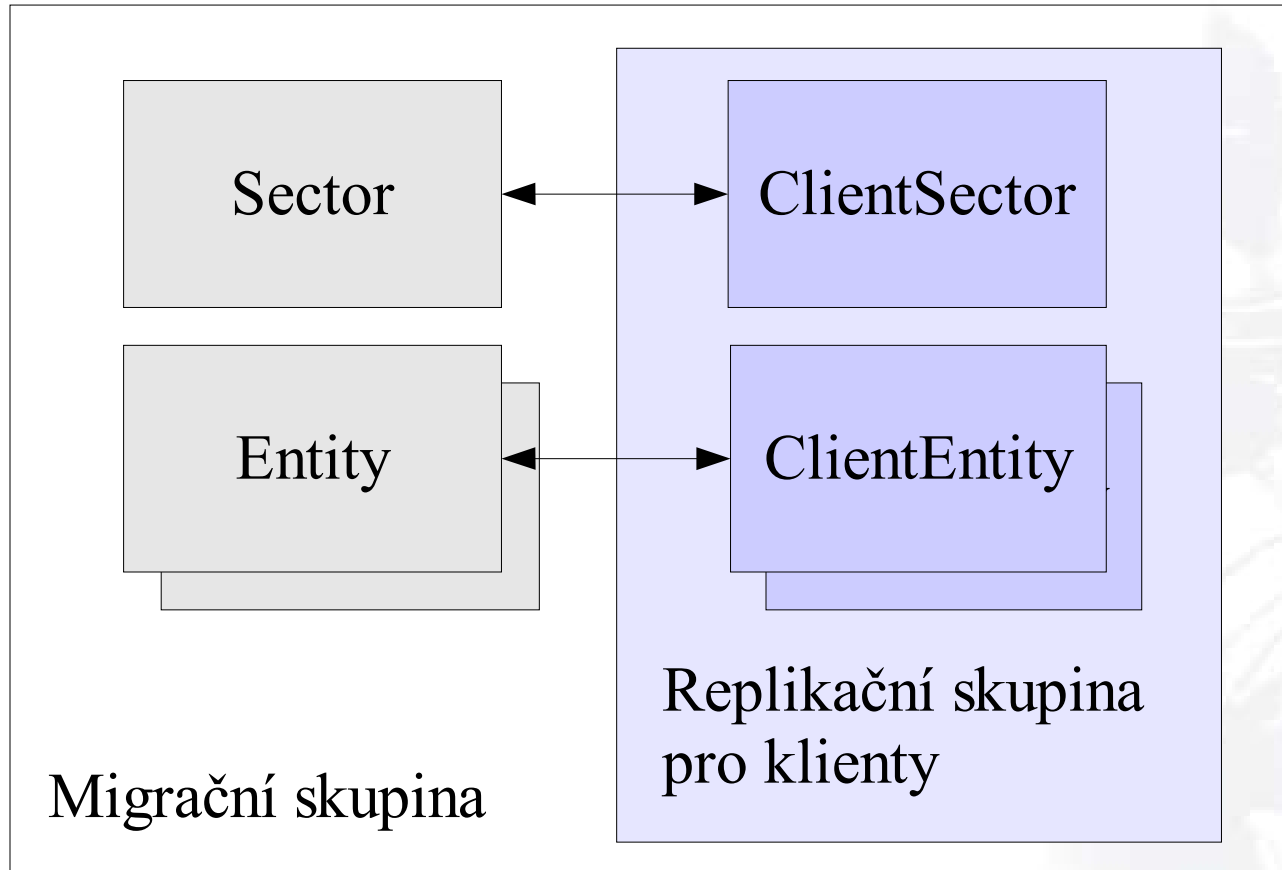 Sector
ClientSector
Entity
ClientEntity
Replikační skupina
pro klienty
Migrační skupina